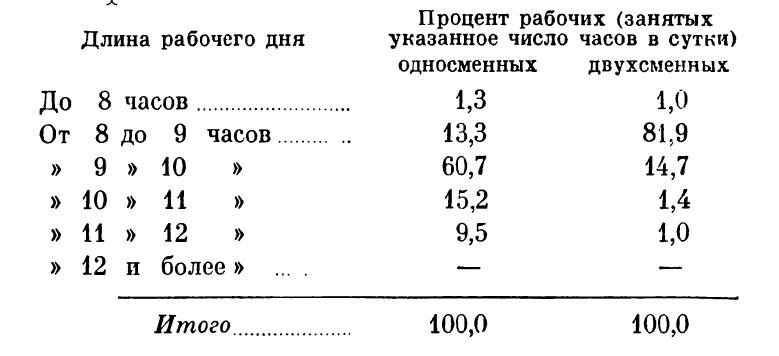 Процент рабочих (занятых
Длина рабочего дня указанное число часов в сутки)
односменных двухсменных
До 8 часов 1,3 1,0
От 8 до 9 часов 13,3 81,9
» 9 » 10 » 60,7 14,7
» 10 » 11 » 15,2 1,4
» 11 » 12 » 9,5 1,0
» 12 и более » — —
Итого 100,0 100,0